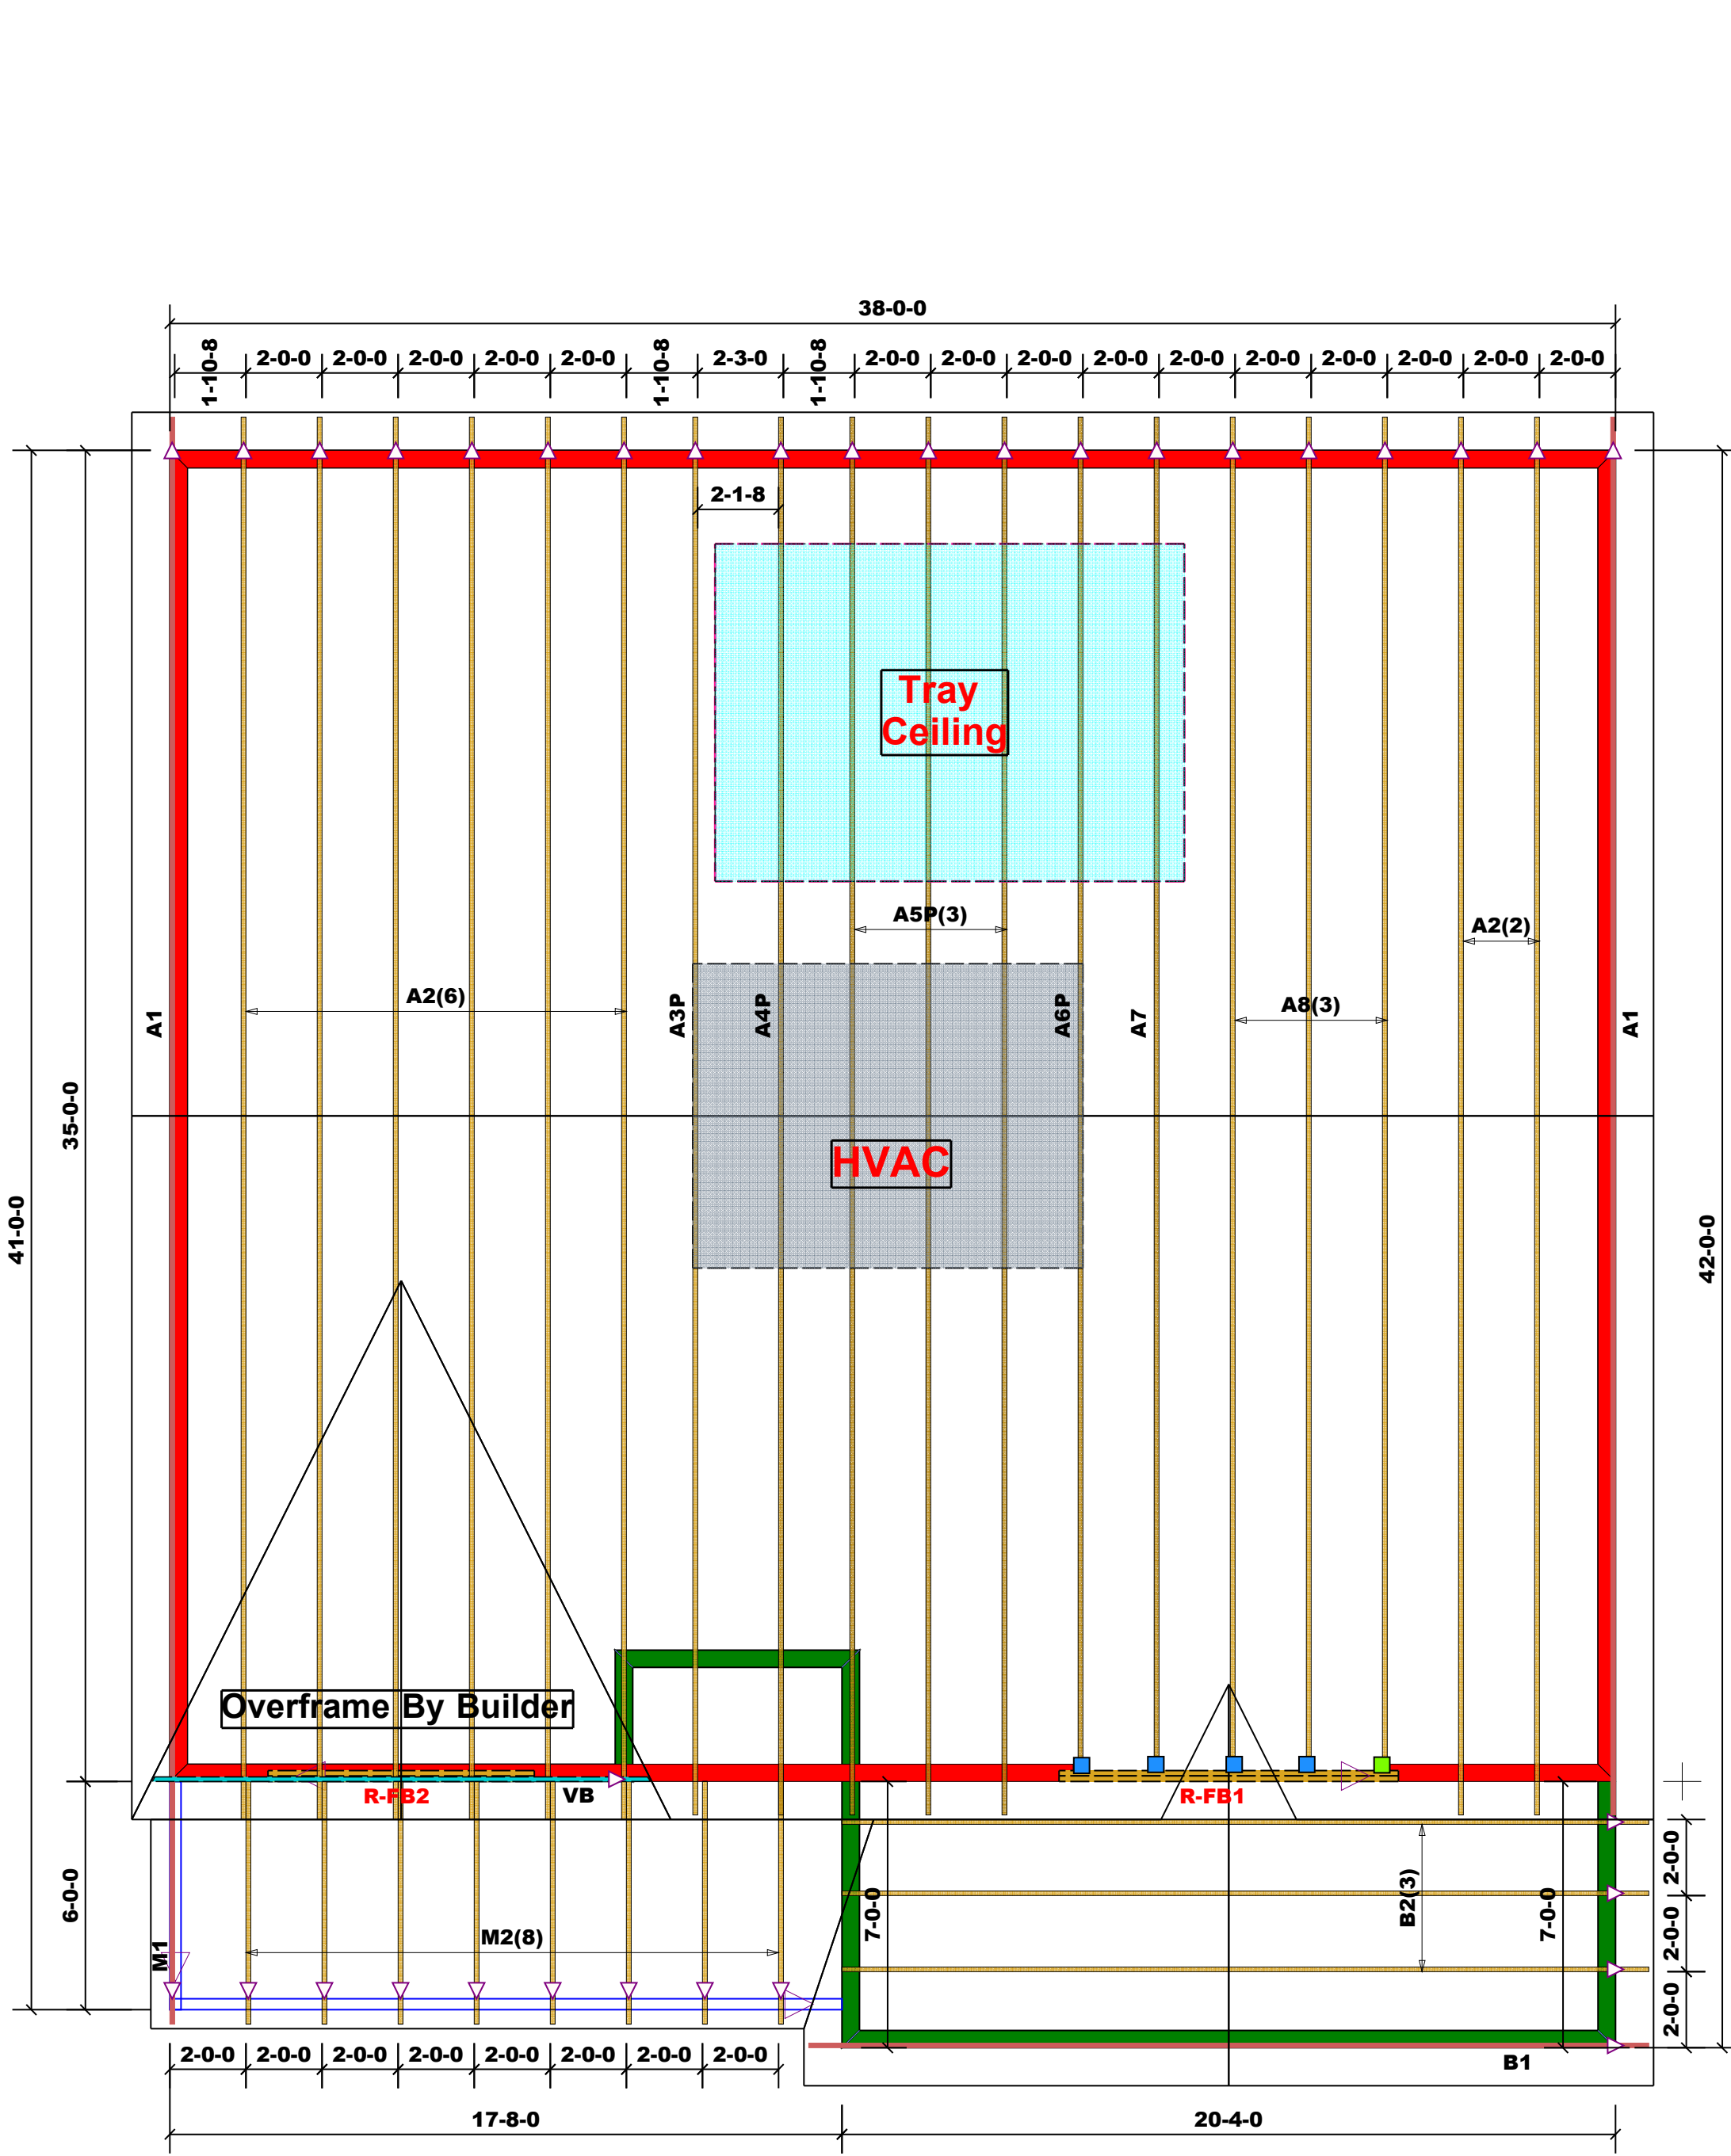 38-0-0
1-10-8 2-0-0 2-0-0 2-0-0 2-0-0 2-0-0 1-10-8 2-3-0 1-10-8 2-0-0 2-0-0 2-0-0 2-0-0 2-0-0 2-0-0 2-0-0 2-0-0 2-0-0 2-0-0
2-1-8
Tray
Ceiling
A5P(3)
A2(2)
A2(6)
A8(3)
A1
A3P
A4P
A6P
A7
A1
35-0-0
41-0-0
42-0-0
HVAC
Overframe By Builder
R-FB2
VB
R-FB1
6-0-0
M1
M2(8)
7-0-0
B2(3)
7-0-0
2-0-0
2-0-0
2-0-0
2-0-0 2-0-0 2-0-0 2-0-0 2-0-0 2-0-0 2-0-0 2-0-0
B1
17-8-0
20-4-0